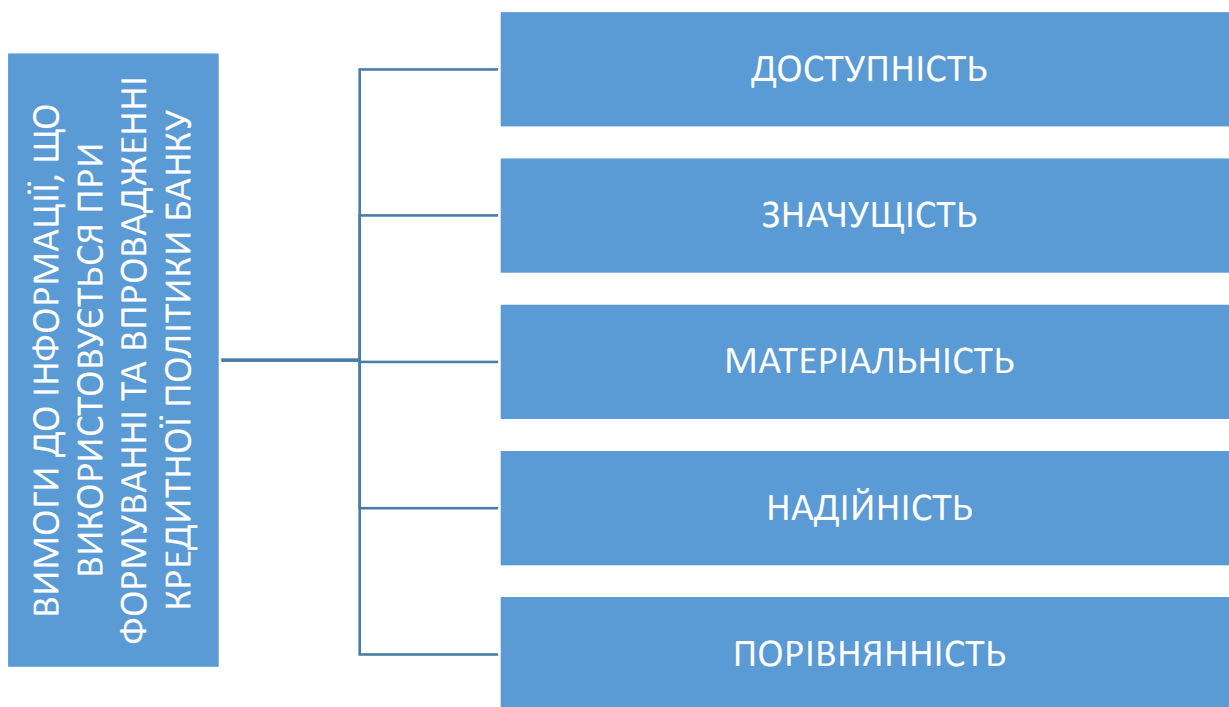 ВИМОГИ ДО ІНФОРМАЦІЇ, ЩО
ВИКОРИСТОВУЄТЬСЯ ПРИ
ФОРМУВАННІ ТА ВПРОВАДЖЕННІ
КРЕДИТНОЇ ПОЛІТИКИ БАНКУ
ДОСТУПНІСТЬ
ЗНАЧУЩІСТЬ
МАТЕРІАЛЬНІСТЬ
НАДІЙНІСТЬ
ПОРІВНЯННІСТЬ